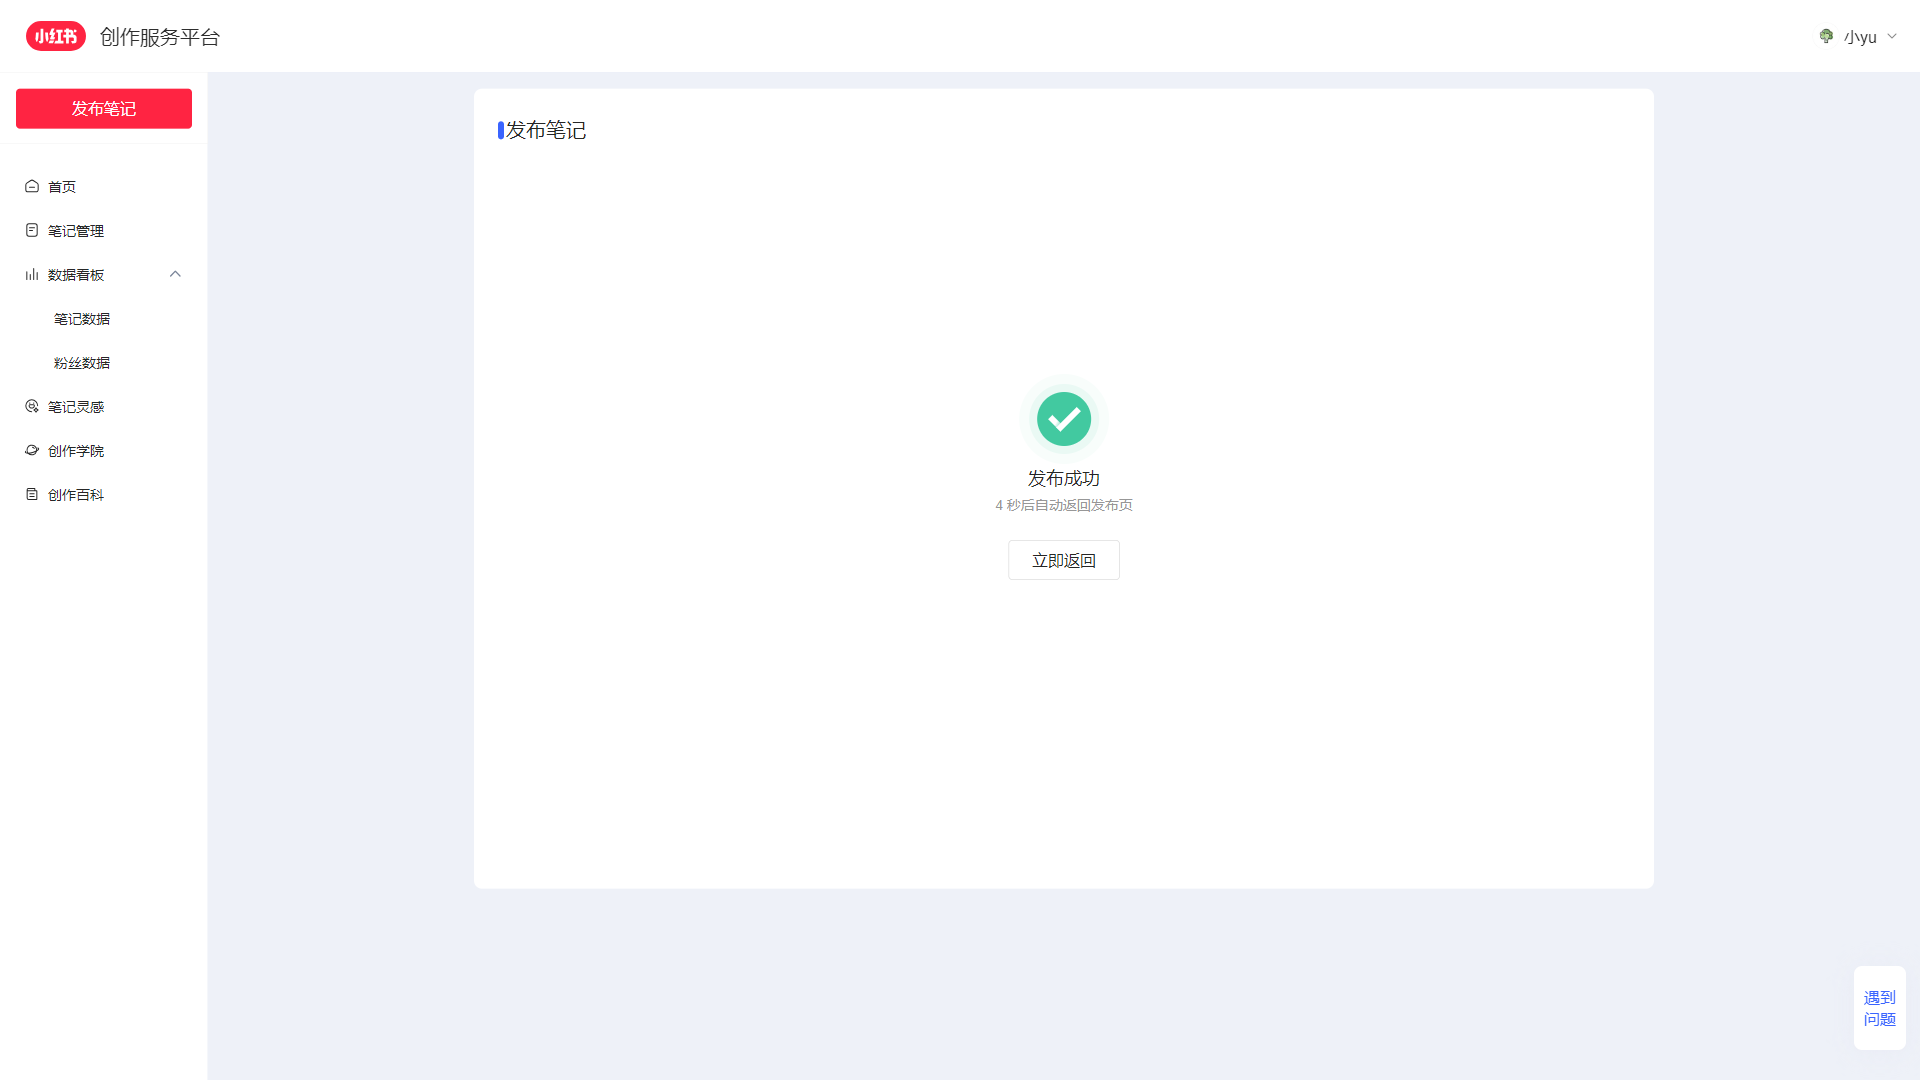 小红书 创作服务平台
小yu
发布笔记
首页
笔记管理
数据看板
笔记数据
粉丝数据
笔记灵感
创作学院
创作百科
发布笔记
发布成功
4 秒后自动返回发布页
立即返回
遇到
问题